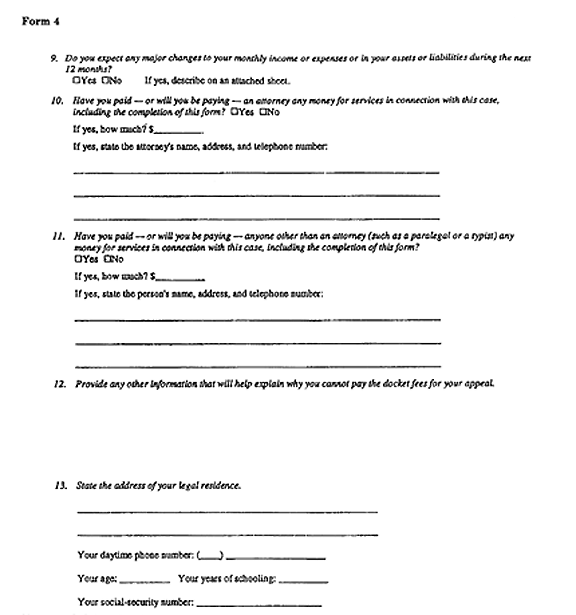 Form 4
9. Do you expect any major changes to your monthly income or expenses or in your assets or liabilities during the next
12 months?
☐Yes ☐No If yes, describe on an attached sheet.
10. Have you paid — or will you be paying — an attorney any money for services in connection with this case,
including the completion of this form? ☐Yes ☐No
If yes, how much? $__________
If yes, state the attorney's name, address, and telephone number:
11. Have you paid — or will you be paying — anyone other than an attorney (such as a paralegal or a typist) any
money for services in connection with this case, including the completion of this form?
☐Yes ☐No
If yes, how much? $__________
If yes, state the person's name, address, and telephone number:
12. Provide any other information that will help explain why you cannot pay the docket fees for your appeal.
13. State the address of your legal residence.
Your daytime phone number: (____) ______________
Your age: ________ Your years of schooling: ________
Your social-security number: __________________